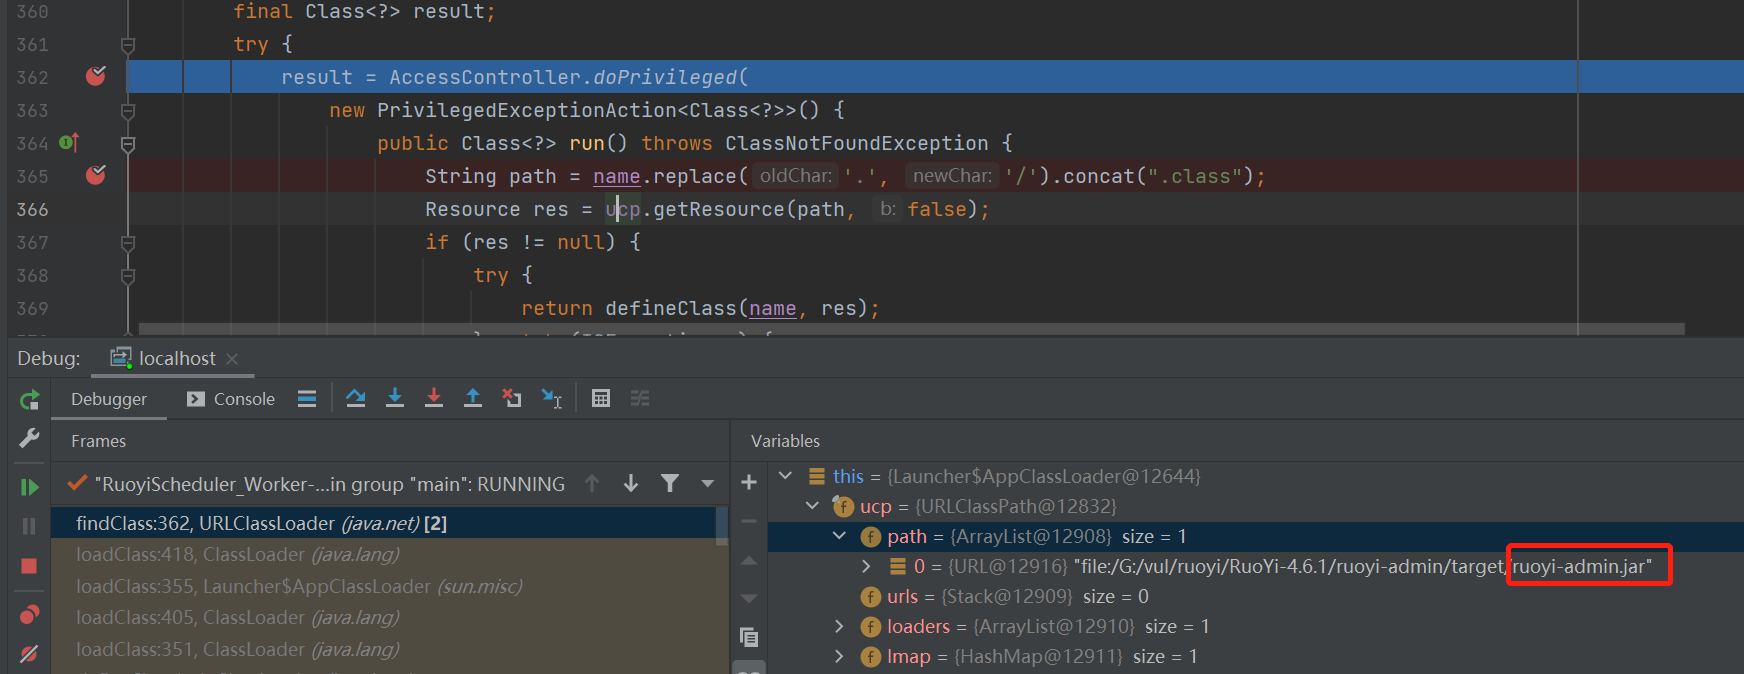 360 final Class<?> result;
361 try {
362 result = AccessController.doPrivileged(
363 new PrivilegedExceptionAction<Class<?>>() {
364 public Class<?> run() throws ClassNotFoundException {
365 String path = name.replace( oldChar: '.', newChar: '/').concat(".class");
366 Resource res = ucp.getResource(path, b: false);
367 if (res != null) {
368 try {
369 return defineClass(name, res);
Debug: localhost
Debugger Console
Frames
Variables
"RuoyiScheduler_Worker-...in group "main": RUNNING
findClass:362, URLClassLoader (java.net) [2]
loadClass:418, ClassLoader (java.lang)
loadClass:355, Launcher$AppClassLoader (sun.misc)
loadClass:405, ClassLoader (java.lang)
loadClass:351, ClassLoader (java.lang)
this = {Launcher$AppClassLoader@12644}
ucp = {URLClassPath@12832}
path = {ArrayList@12908} size = 1
0 = {URL@12916} "file:/G:/vul/ruoyi/RuoYi-4.6.1/ruoyi-admin/target/ruoyi-admin.jar"
urls = {Stack@12909} size = 0
loaders = {ArrayList@12910} size = 1
lmap = {HashMap@12911} size = 1